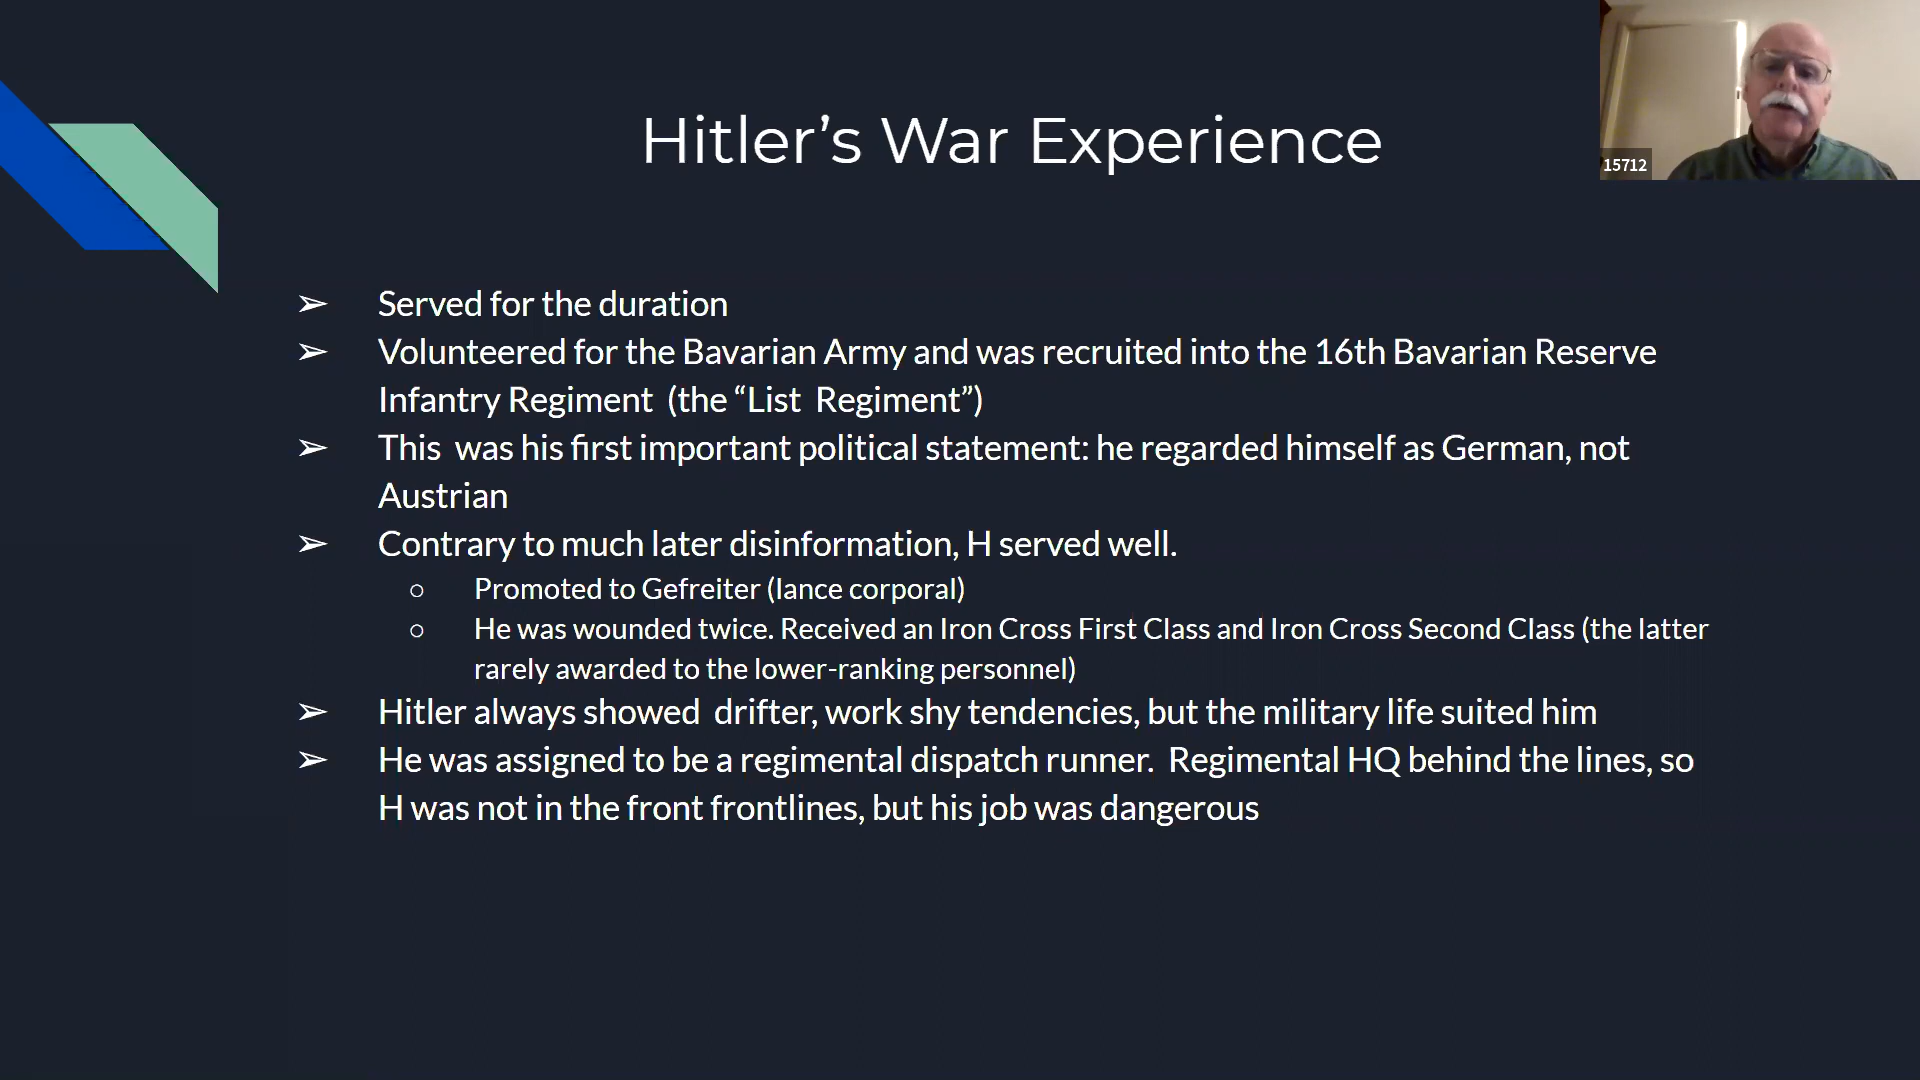 Hitler’s War Experience
15712
➢ Served for the duration
➢ Volunteered for the Bavarian Army and was recruited into the 16th Bavarian Reserve
Infantry Regiment (the “List Regiment”)
➢ This was his first important political statement: he regarded himself as German, not
Austrian
➢ Contrary to much later disinformation, H served well.
○ Promoted to Gefreiter (lance corporal)
○ He was wounded twice. Received an Iron Cross First Class and Iron Cross Second Class (the latter
rarely awarded to the lower-ranking personnel)
➢ Hitler always showed drifter, work shy tendencies, but the military life suited him
➢ He was assigned to be a regimental dispatch runner. Regimental HQ behind the lines, so
H was not in the front frontlines, but his job was dangerous